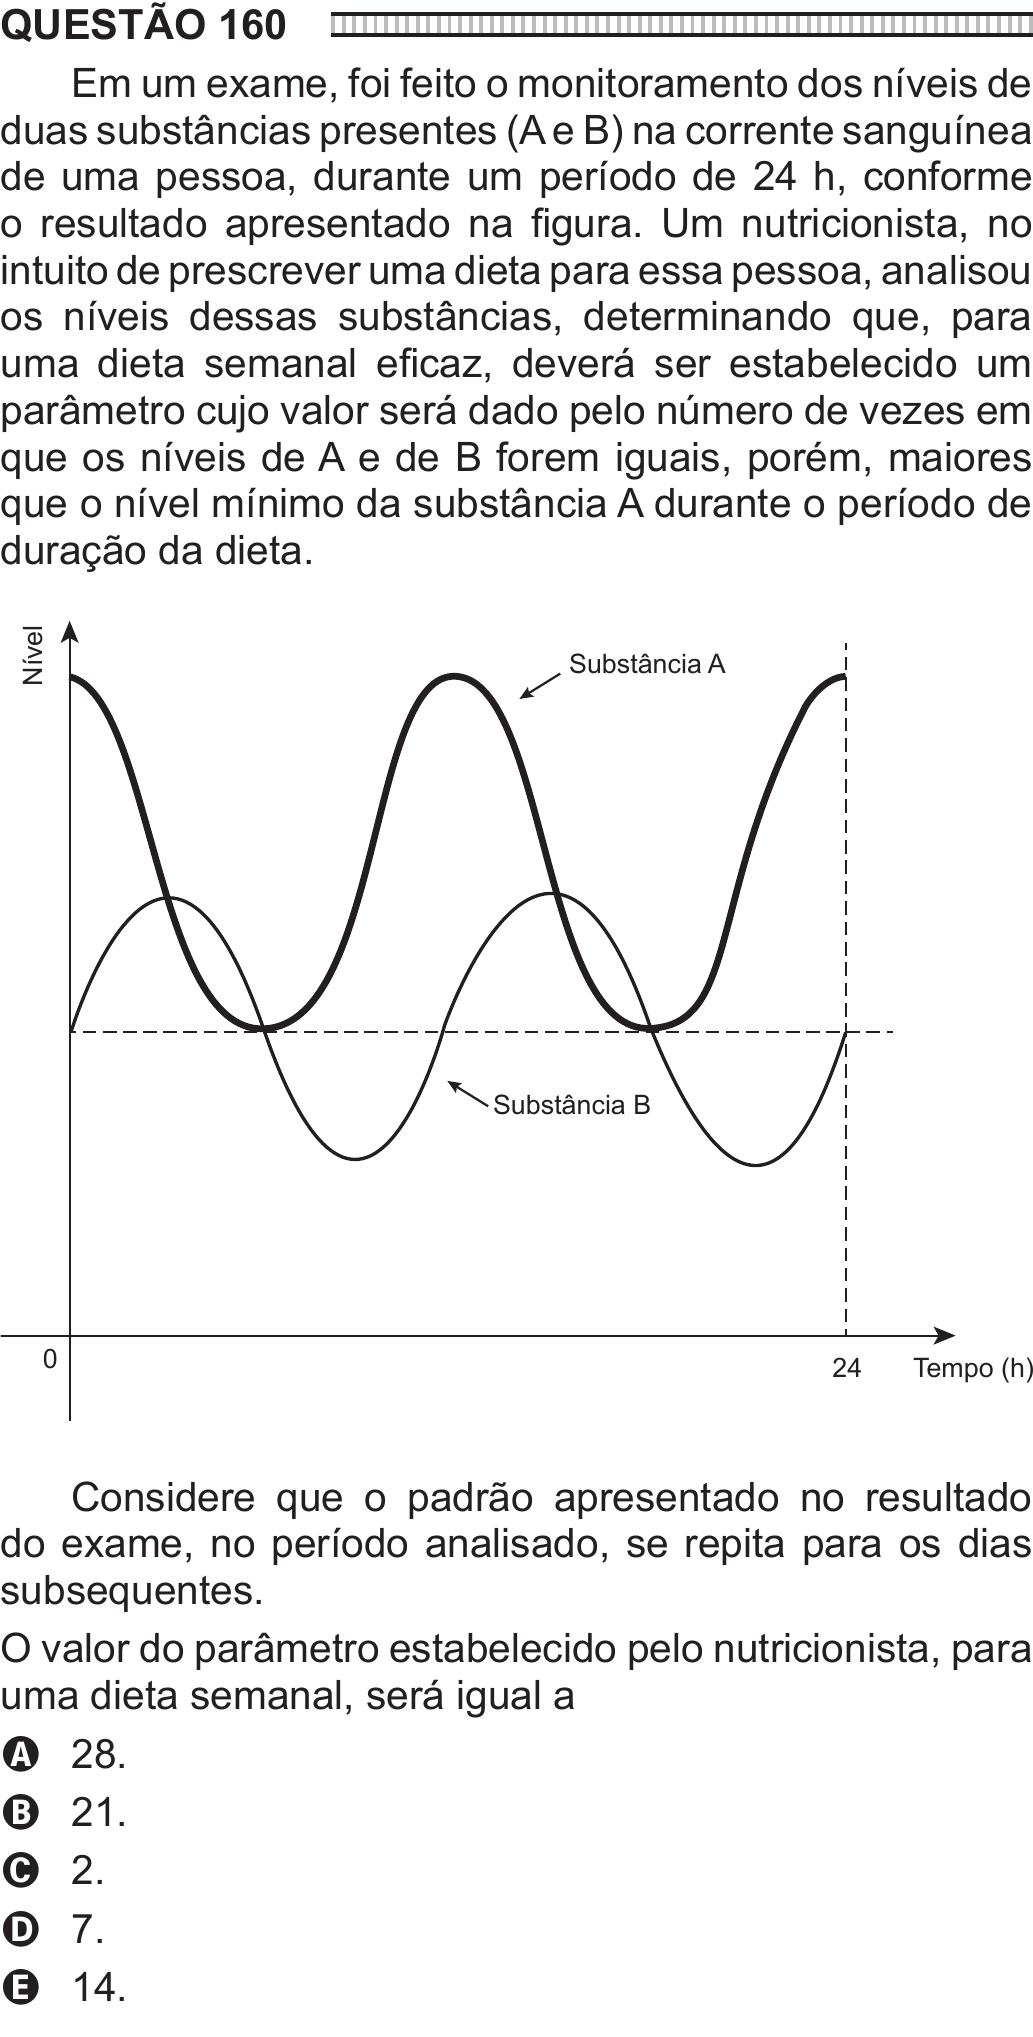 QUESTÃO 160
Em um exame, foi feito o monitoramento dos níveis de
duas substâncias presentes (A e B) na corrente sanguínea
de uma pessoa, durante um período de 24 h, conforme
o resultado apresentado na figura. Um nutricionista, no
intuito de prescrever uma dieta para essa pessoa, analisou
os níveis dessas substâncias, determinando que, para
uma dieta semanal eficaz, deverá ser estabelecido um
parâmetro cujo valor será dado pelo número de vezes em
que os níveis de A e de B forem iguais, porém, maiores
que o nível mínimo da substância A durante o período de
duração da dieta.
Nível
Substância A
Substância B
0
24
Tempo (h)
Considere que o padrão apresentado no resultado
do exame, no período analisado, se repita para os dias
subsequentes.
O valor do parâmetro estabelecido pelo nutricionista, para
uma dieta semanal, será igual a
A 28.
B 21.
C 2.
D 7.
E 14.